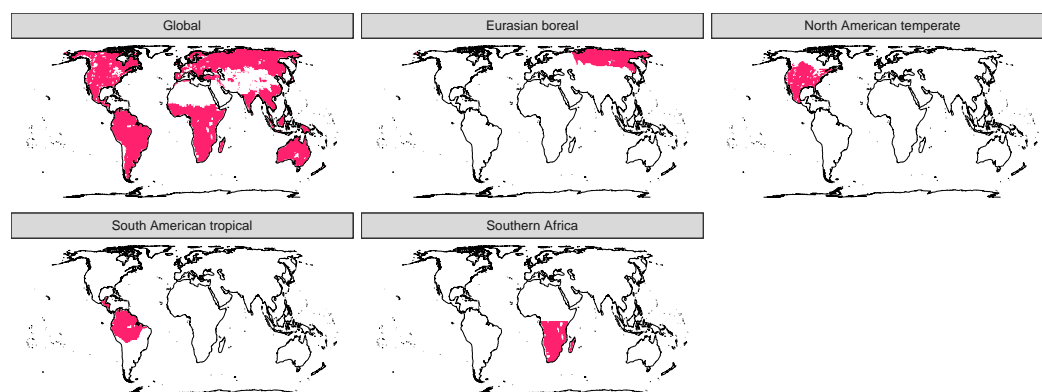 Global
Eurasian boreal
North American temperate
South American tropical
Southern Africa